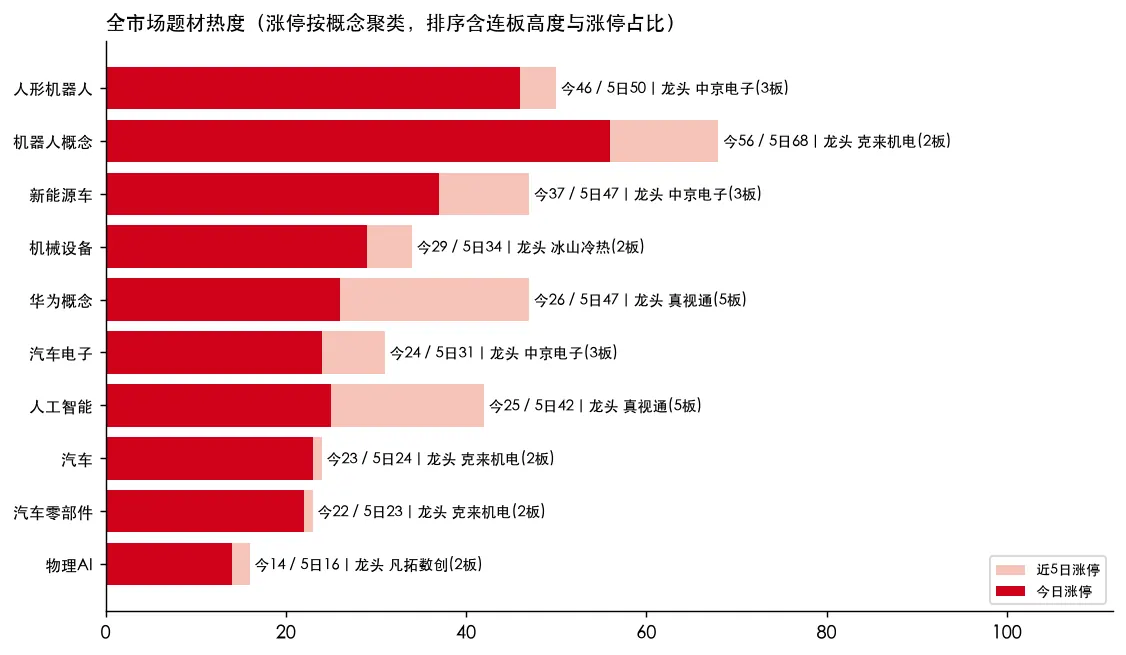 全市场题材热度（涨停按概念聚类，排序含连板高度与涨停占比）
人形机器人 今46 / 5日50 | 龙头 中京电子(3板)
机器人概念 今56 / 5日68 | 龙头 克来机电(2板)
新能源车 今37 / 5日47 | 龙头 中京电子(3板)
机械设备 今29 / 5日34 | 龙头 冰山冷热(2板)
华为概念 今26 / 5日47 | 龙头 真视通(5板)
汽车电子 今24 / 5日31 | 龙头 中京电子(3板)
人工智能 今25 / 5日42 | 龙头 真视通(5板)
汽车 今23 / 5日24 | 龙头 克来机电(2板)
汽车零部件 今22 / 5日23 | 龙头 克来机电(2板)
物理AI 今14 / 5日16 | 龙头 凡拓数创(2板)
近5日涨停
今日涨停
0 20 40 60 80 100